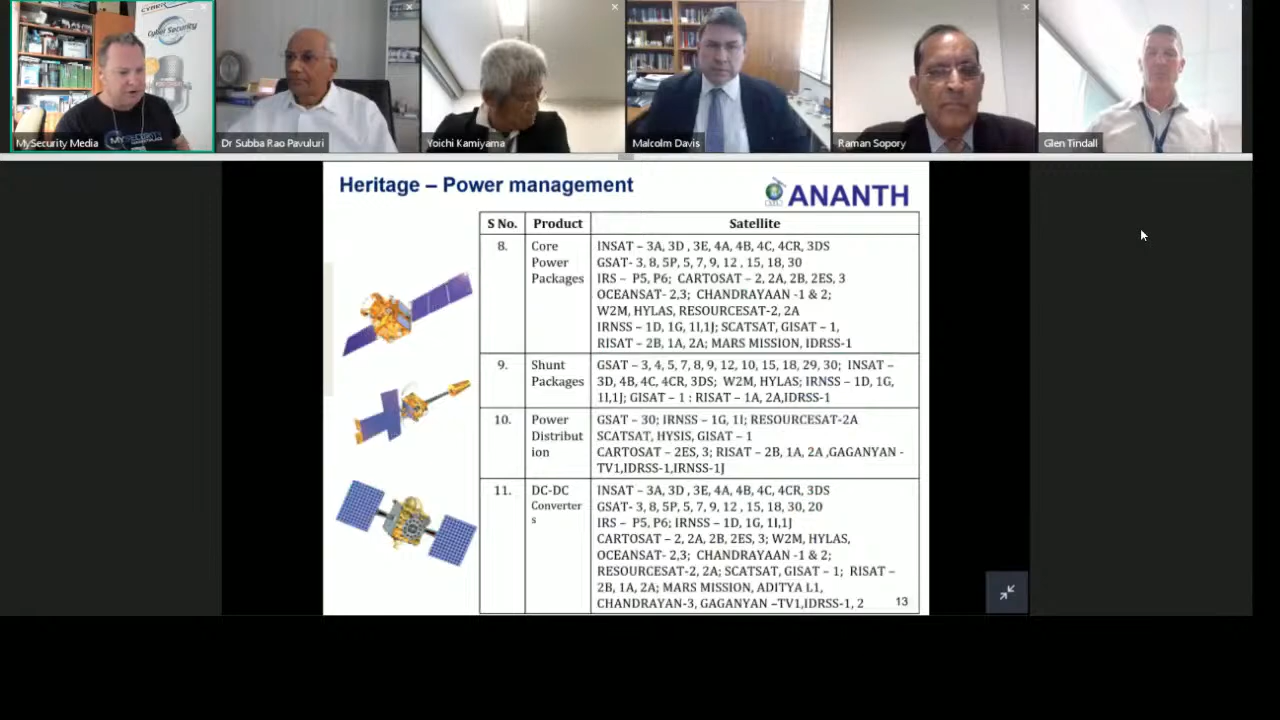 Cyber Security
MYSECURITY
MySecurity Media
Dr Subba Rao Pavuluri
Yoichi Kamiyama
Malcolm Davis
Raman Sopory
Glen Tindall
Heritage – Power management
ANANTH
S No. Product Satellite
8. Core INSAT – 3A, 3D , 3E, 4A, 4B, 4C, 4CR, 3DS
Power GSAT- 3, 8, 5P, 5, 7, 9, 12 , 15, 18, 30
Packages IRS – P5, P6; CARTOSAT – 2, 2A, 2B, 2ES, 3
OCEANSAT- 2,3; CHANDRAYAAN -1 & 2;
W2M, HYLAS, RESOURCESAT-2, 2A
IRNSS – 1D, 1G, 1I,1J; SCATSAT, GISAT – 1,
RISAT – 2B, 1A, 2A; MARS MISSION, IDRSS-1
9. Shunt GSAT – 3, 4, 5, 7, 8, 9, 12, 10, 15, 18, 29, 30; INSAT –
Packages 3D, 4B, 4C, 4CR, 3DS; W2M, HYLAS; IRNSS – 1D, 1G,
1I,1J; GISAT – 1 : RISAT – 1A, 2A,IDRSS-1
10. Power GSAT – 30; IRNSS – 1G, 1I; RESOURCESAT-2A
Distribut SCATSAT, HYSIS, GISAT – 1
ion CARTOSAT – 2ES, 3; RISAT – 2B, 1A, 2A ,GAGANYAN -
TV1,IDRSS-1,IRNSS-1J
11. DC-DC INSAT – 3A, 3D , 3E, 4A, 4B, 4C, 4CR, 3DS
Converter GSAT- 3, 8, 5P, 5, 7, 9, 12 , 15, 18, 30, 20
s IRS – P5, P6; IRNSS – 1D, 1G, 1I,1J
CARTOSAT – 2, 2A, 2B, 2ES, 3; W2M, HYLAS,
OCEANSAT- 2,3; CHANDRAYAAN -1 & 2;
RESOURCESAT-2, 2A; SCATSAT, GISAT – 1; RISAT –
2B, 1A, 2A; MARS MISSION, ADITYA L1,
CHANDRAYAN-3, GAGANYAN –TV1,IDRSS-1, 2
13